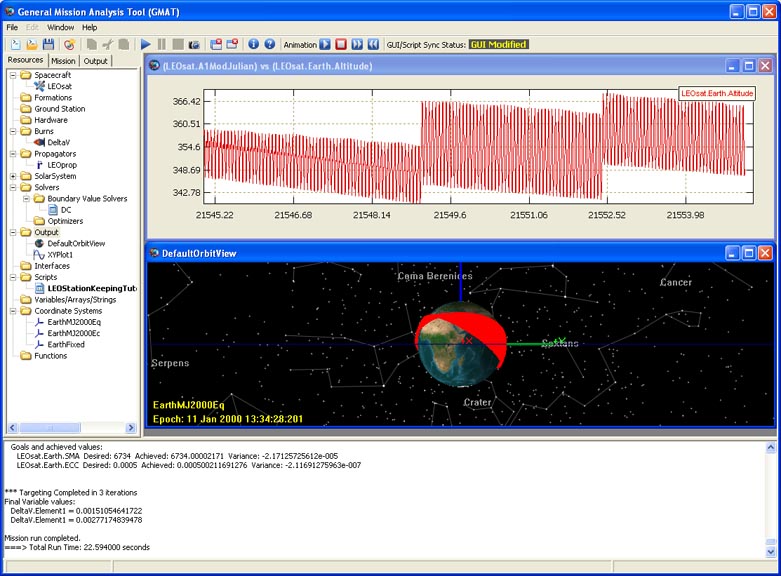 General Mission Analysis Tool (GMAT)
File Edit Window Help
Animation GUI/Script Sync Status: GUI Modified
Resources Mission Output
Spacecraft
LEOsat
Formations
Ground Station
Hardware
Burns
DeltaV
Propagators
LEOprop
SolarSystem
Solvers
Boundary Value Solvers
DC
Optimizers
Output
DefaultOrbitView
XYPlot1
Interfaces
Scripts
LEOStationKeepingTut
Variables/Arrays/Strings
Coordinate Systems
EarthMJ2000Eq
EarthMJ2000Ec
EarthFixed
Functions
(LEOsat.A1ModJulian) vs (LEOsat.Earth.Altitude)
LEOsat.Earth.Altitude
366.42
360.51
354.6
348.69
342.78
21545.22 21546.68 21548.14 21549.6 21551.06 21552.52 21553.98
DefaultOrbitView
Coma Berenices
Cancer
Serpens
Sextans
Crater
EarthMJ2000Eq
Epoch: 11 Jan 2000 13:34:28.201
Goals and achieved values:
LEOsat.Earth.SMA Desired: 6734 Achieved: 6734.00002171 Variance: -2.17125725612e-005
LEOsat.Earth.ECC Desired: 0.0005 Achieved: 0.000500211691276 Variance: -2.11691275963e-007
*** Targeting Completed in 3 iterations
Final Variable values:
DeltaV.Element1 = 0.00151054641722
DeltaV.Element1 = 0.00277174839478
Mission run completed.
===> Total Run Time: 22.594000 seconds